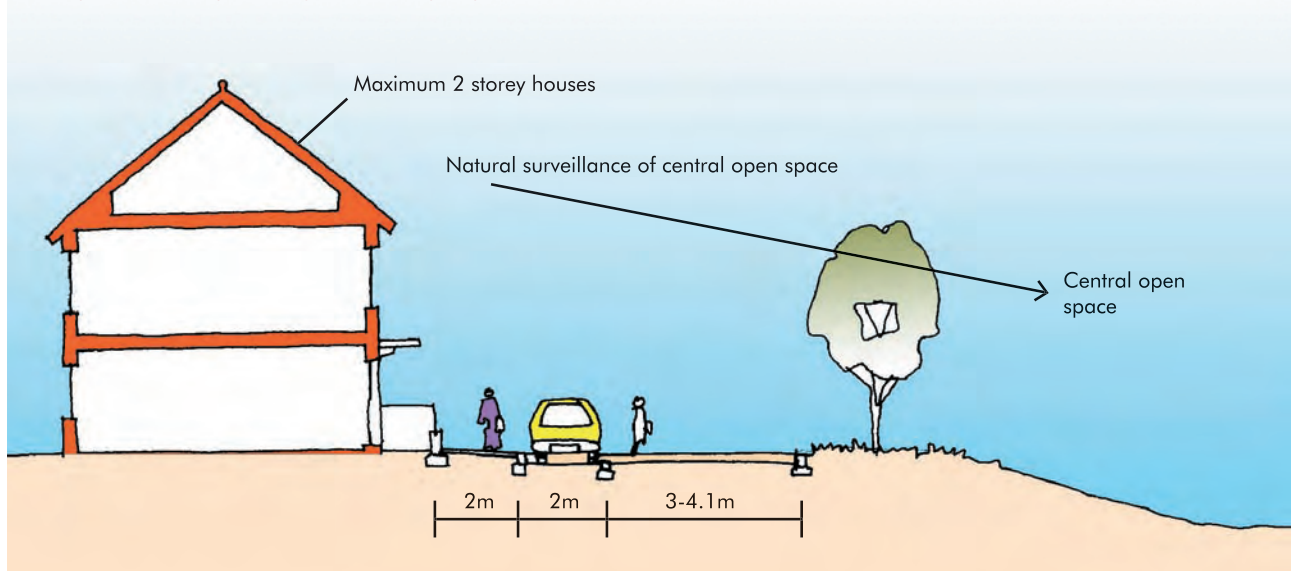 Maximum 2 storey houses
Natural surveillance of central open space
Central open
space
2m
2m
3-4.1m